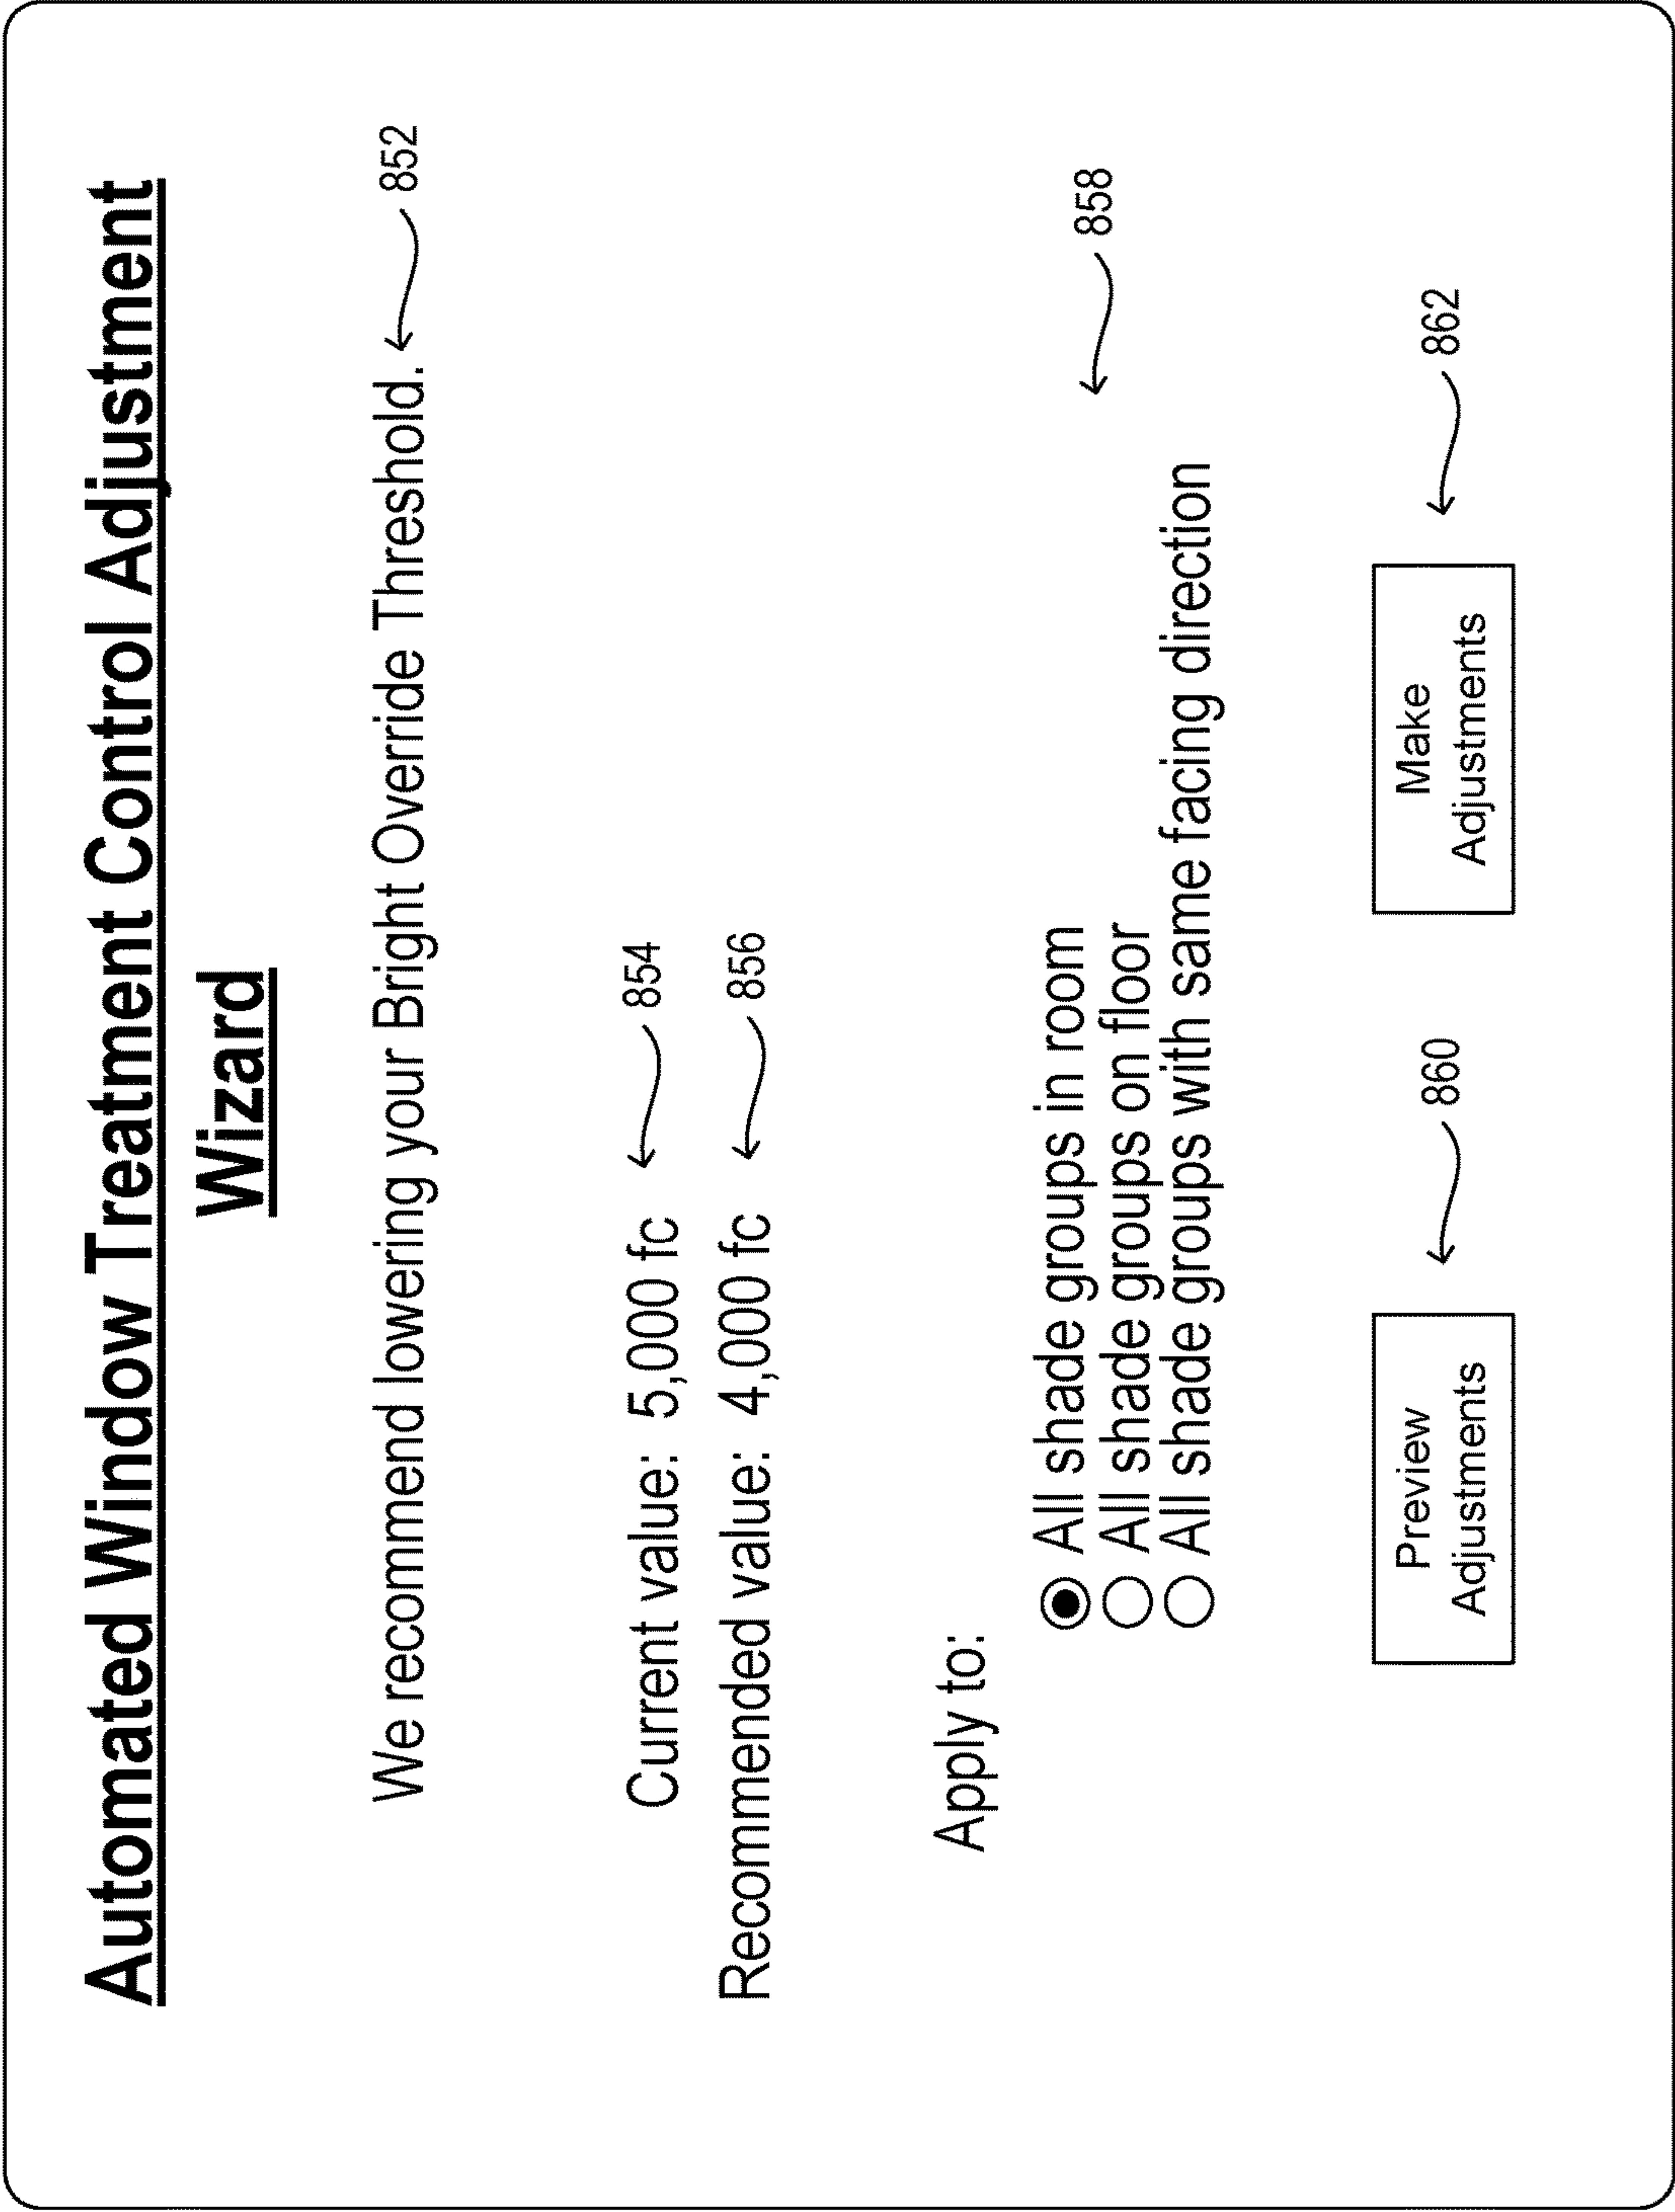 Automated Window Treatment Control Adjustment
Wizard
We recommend lowering your Bright Override Threshold. 852
Current value: 5,000 fc 854
Recommended value: 4,000 fc 856
Apply to:
All shade groups in room
All shade groups on floor
All shade groups with same facing direction
858
Preview
Adjustments
860
Make
Adjustments
862